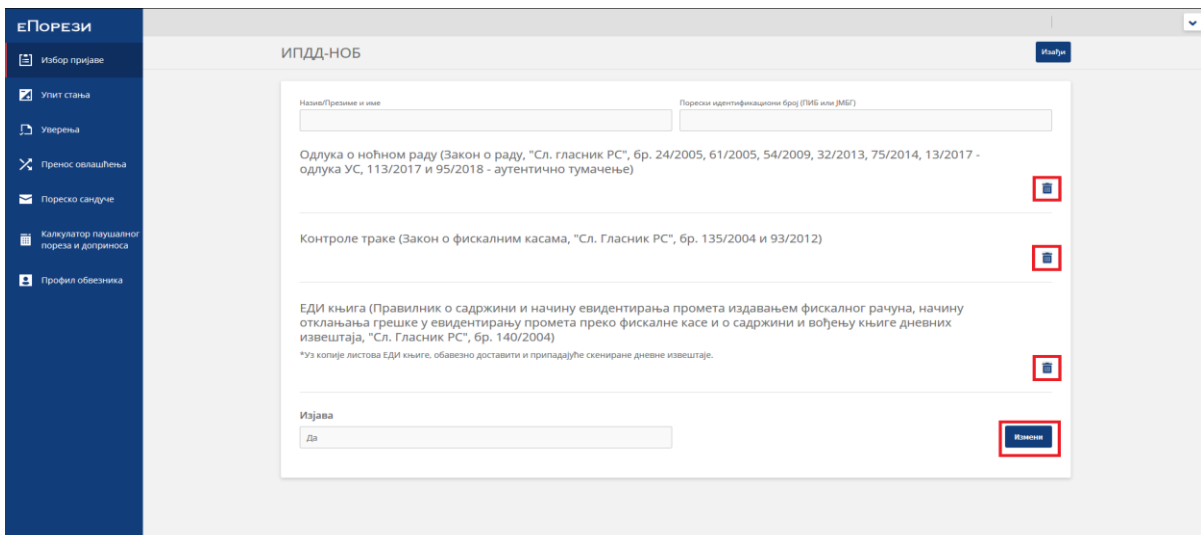 еПорези
ИПДД-НОБ
Изађи
Избор пријаве
Упит стања
Уверења
Пренос овлашћења
Пореско сандуче
Калкулатор паушалног
пореза и доприноса
Профил обвезника
Назив/Презиме и име
Порески идентификациони број (ПИБ или ЈМБГ)
Одлука о ноћном раду (Закон о раду, "Сл. гласник РС", бр. 24/2005, 61/2005, 54/2009, 32/2013, 75/2014, 13/2017 -
одлука УС, 113/2017 и 95/2018 - аутентично тумачење)
Контроле траке (Закон о фискалним касама, "Сл. Гласник РС", бр. 135/2004 и 93/2012)
ЕДИ књига (Правилник о садржини и начину евидентирања промета издавањем фискалног рачуна, начину
отклањања грешке у евидентирању промета преко фискалне касе и о садржини и вођењу књиге дневних
извештаја, "Сл. Гласник РС", бр. 140/2004)
*Уз копије листова ЕДИ књиге, обавезно доставити и припадајуће скениране дневне извештаје.
Изјава
Да
Измени